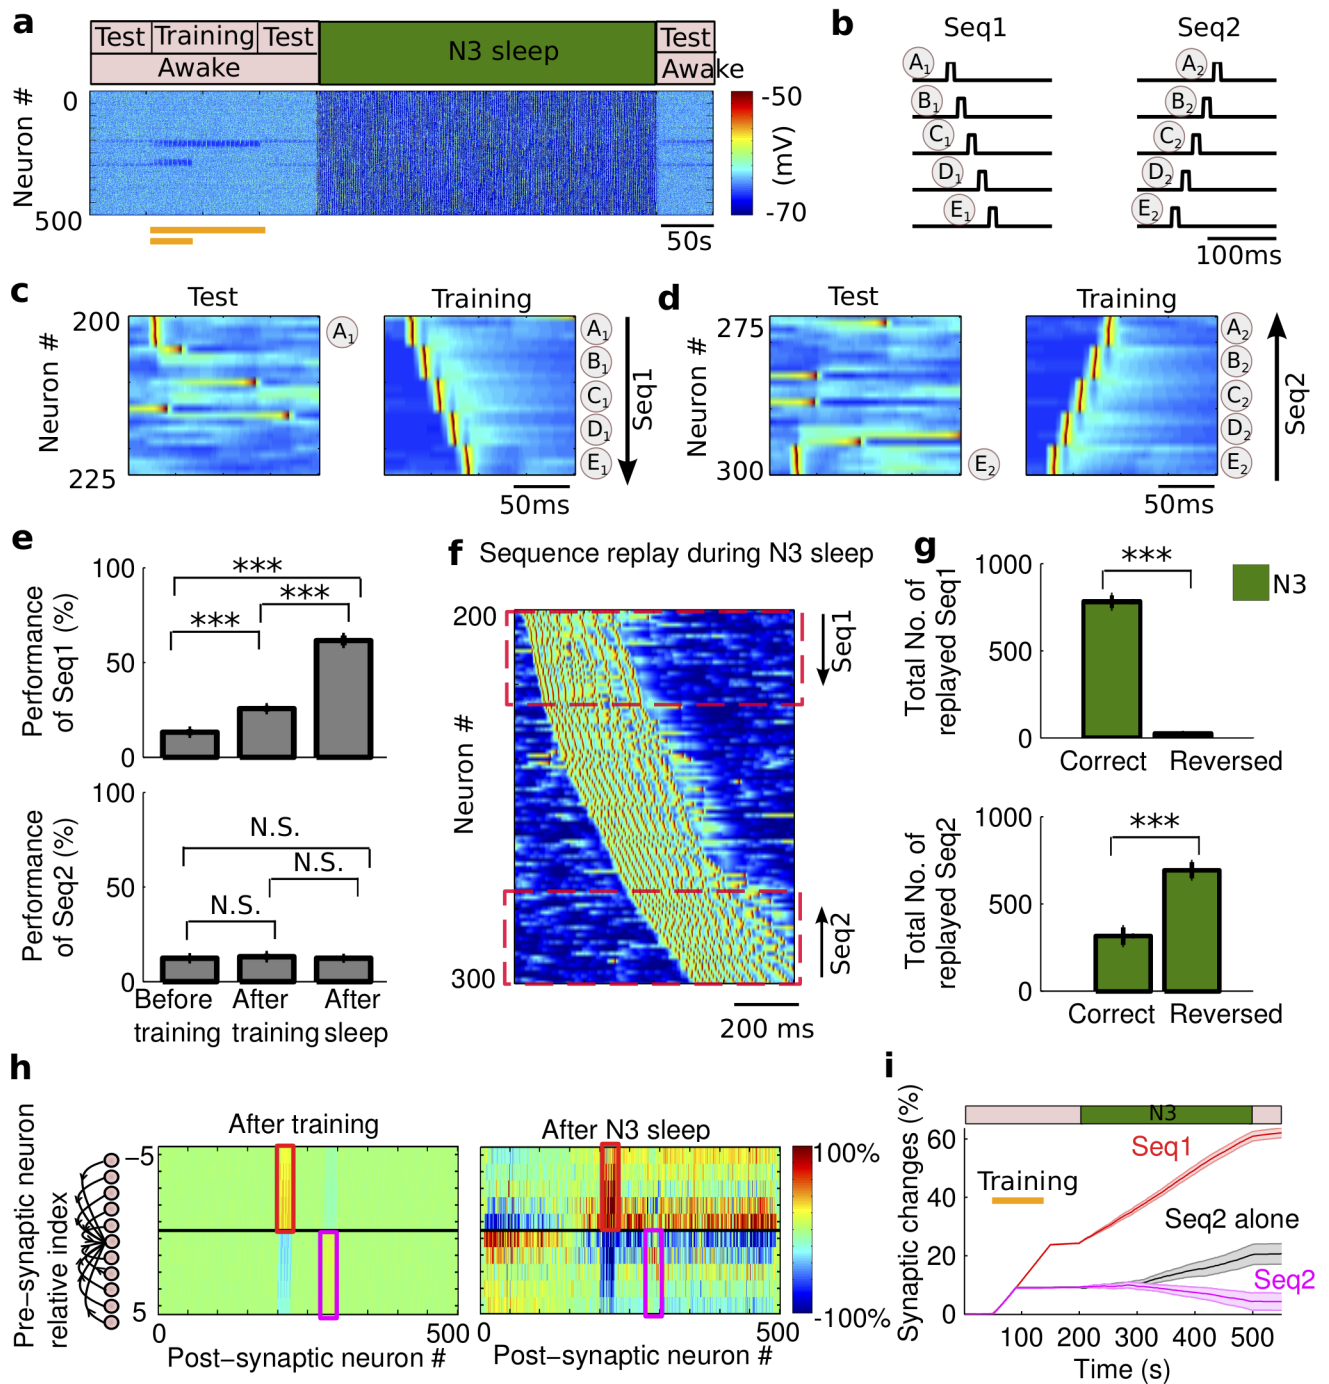 a
Test Training Test
N3 sleep
Test
Awake
Awake
Neuron #
0
500
-50
(mV)
-70
50s
b
Seq1
Seq2
A1
B1
C1
D1
E1
A2
B2
C2
D2
E2
100ms
c
Test
Training
Neuron #
200
225
A1
A1
B1
C1
D1
E1
Seq1
50ms
d
Test
Training
Neuron #
275
300
E2
A2
B2
C2
D2
E2
Seq2
50ms
e
Performance
of Seq1 (%)
100
50
0
***
***
***
Performance
of Seq2 (%)
100
50
0
N.S.
N.S.
N.S.
Before
training
After
training
After
sleep
f
Sequence replay during N3 sleep
Neuron #
200
300
Seq1
Seq2
200 ms
g
Total No. of
replayed Seq1
1000
500
0
***
N3
Correct Reversed
Total No. of
replayed Seq2
1000
500
0
***
Correct Reversed
h
Pre−synaptic neuron
relative index
−5
5
After training
After N3 sleep
0
500
0
500
Post−synaptic neuron #
Post−synaptic neuron #
100%
-100%
i
Synaptic changes (%)
60
40
20
0
N3
Seq1
Training
Seq2 alone
Seq2
100 200 300 400 500
Time (s)